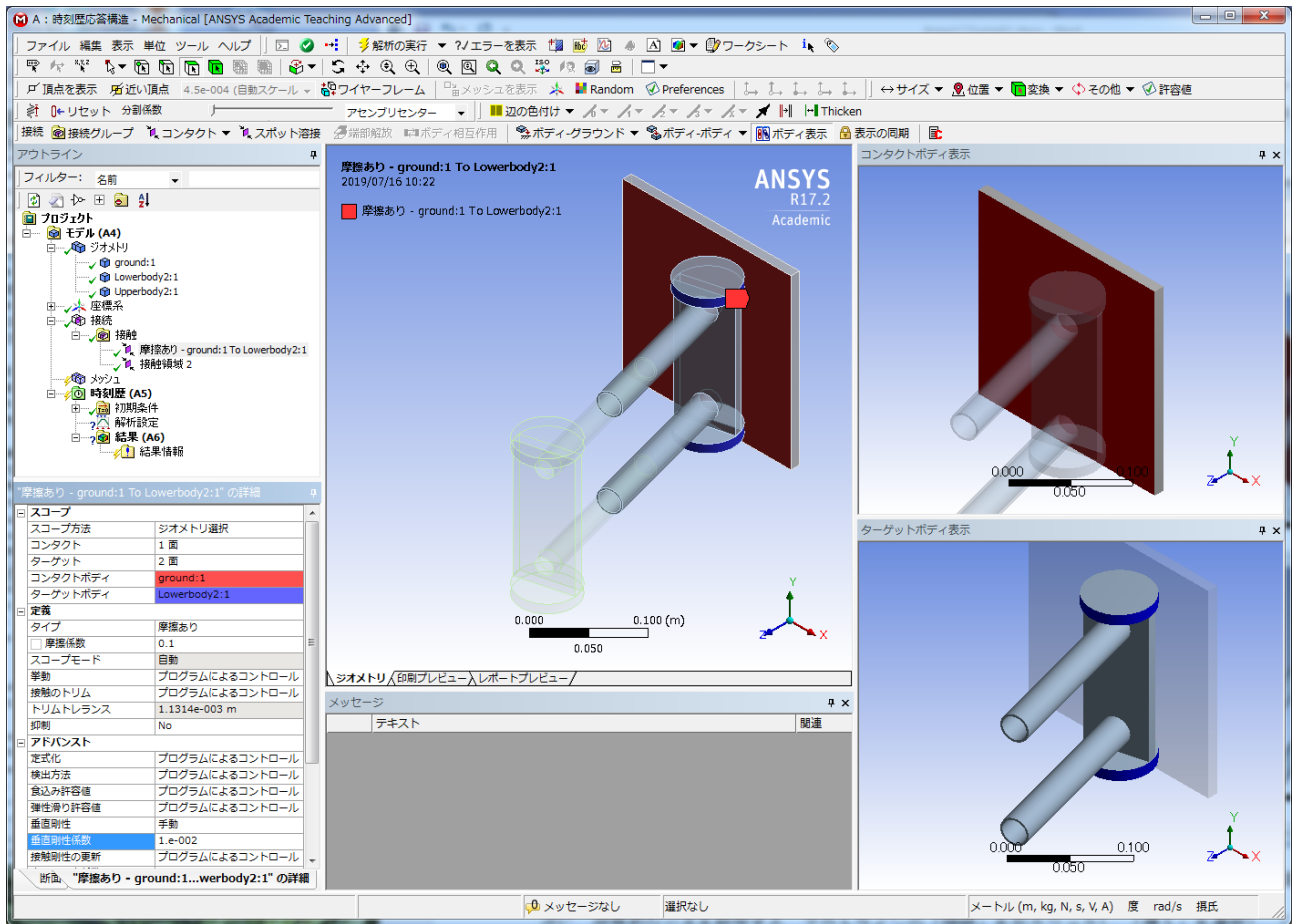 A : 時刻歴応答構造 - Mechanical [ANSYS Academic Teaching Advanced]
ファイル 編集 表示 単位 ツール ヘルプ 解析の実行 ?/エラーを表示 ワークシート
頂点を表示 近い頂点 4.5e-004 (自動スケール ワイヤーフレーム メッシュを表示 Random Preferences サイズ 位置 変換 その他 許容値
リセット 分割係数 アセンブリセンター 辺の色付け Thicken
接続 接続グループ コンタクト スポット溶接 端部解放 ボディ相互作用 ボディ-グラウンド ボディ-ボディ ボディ表示 表示の同期
アウトライン
フィルター: 名前
プロジェクト
モデル (A4)
ジオメトリ
ground:1
Lowerbody2:1
Upperbody2:1
座標系
接続
接触
摩擦あり - ground:1 To Lowerbody2:1
接触領域 2
メッシュ
時刻歴 (A5)
初期条件
解析設定
結果 (A6)
結果情報
"摩擦あり - ground:1 To Lowerbody2:1" の詳細
スコープ
スコープ方法 ジオメトリ選択
コンタクト 1 面
ターゲット 2 面
コンタクトボディ ground:1
ターゲットボディ Lowerbody2:1
定義
タイプ 摩擦あり
摩擦係数 0.1
スコープモード 自動
挙動 プログラムによるコントロール
接触のトリム プログラムによるコントロール
トリムトレランス 1.1314e-003 m
抑制 No
アドバンスト
定式化 プログラムによるコントロール
検出方法 プログラムによるコントロール
食込み許容値 プログラムによるコントロール
弾性滑り許容値 プログラムによるコントロール
垂直剛性 手動
垂直剛性係数 1.e-002
接触剛性の更新 プログラムによるコントロール
断面 "摩擦あり - ground:1...werbody2:1" の詳細
摩擦あり - ground:1 To Lowerbody2:1
2019/07/16 10:22
摩擦あり - ground:1 To Lowerbody2:1
ANSYS
R17.2
Academic
0.000 0.100 (m)
0.050
Y
Z X
ジオメトリ 印刷プレビュー レポートプレビュー
メッセージ
テキスト 関連
コンタクトボディ表示
0.000 0.100
0.050
Y
Z X
ターゲットボディ表示
0.000 0.100
0.050
Y
Z X
メッセージなし 選択なし メートル (m, kg, N, s, V, A) 度 rad/s 摂氏